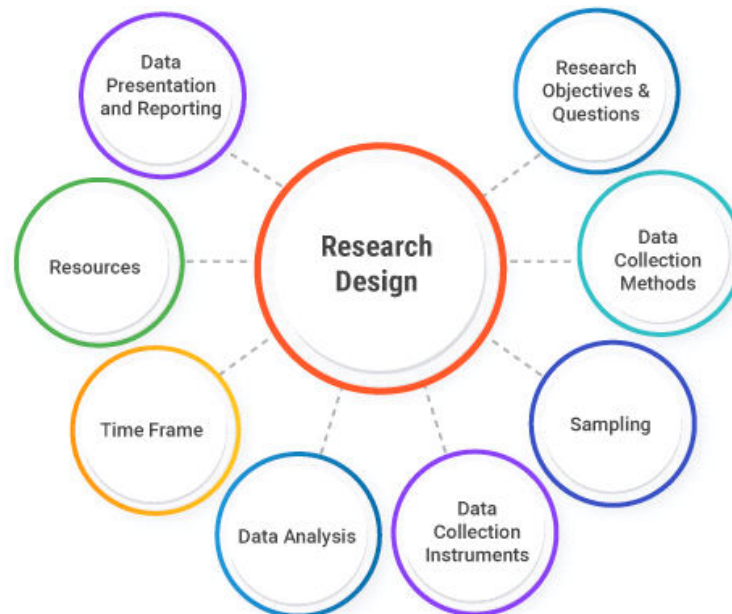 Data
Presentation
and Reporting
Research
Objectives &
Questions
Resources
Research
Design
Data
Collection
Methods
Time Frame
Sampling
Data Analysis
Data
Collection
Instruments